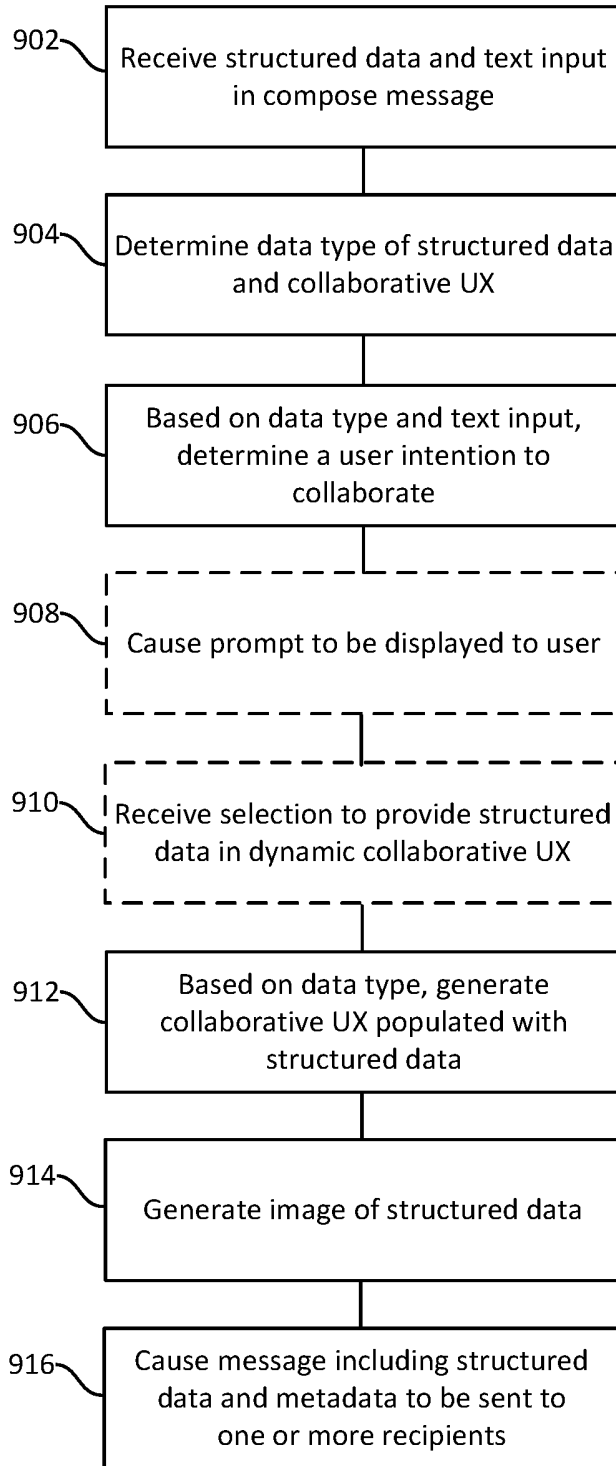 902
Receive structured data and text input
in compose message
904
Determine data type of structured data
and collaborative UX
906
Based on data type and text input,
determine a user intention to
collaborate
908
Cause prompt to be displayed to user
910
Receive selection to provide structured
data in dynamic collaborative UX
912
Based on data type, generate
collaborative UX populated with
structured data
914
Generate image of structured data
916
Cause message including structured
data and metadata to be sent to
one or more recipients